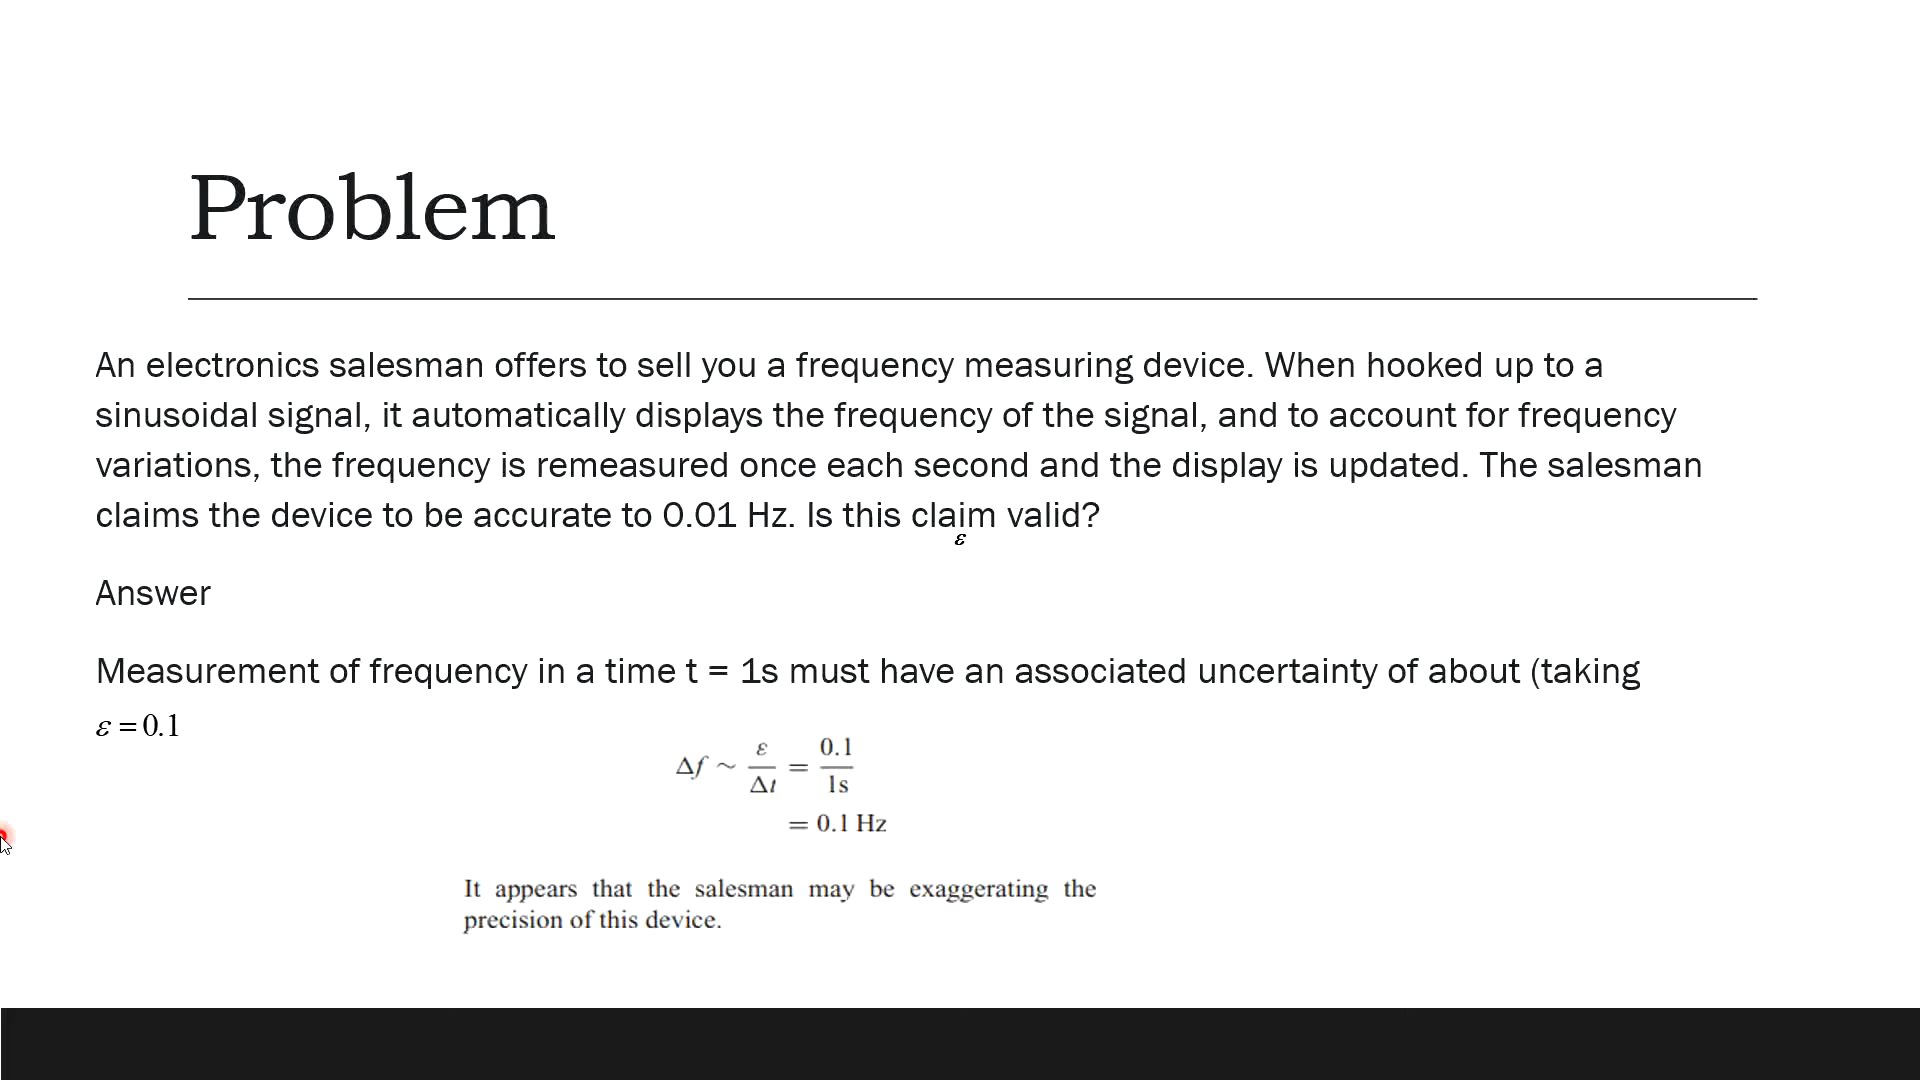 Problem
An electronics salesman offers to sell you a frequency measuring device. When hooked up to a
sinusoidal signal, it automatically displays the frequency of the signal, and to account for frequency
variations, the frequency is remeasured once each second and the display is updated. The salesman
claims the device to be accurate to 0.01 Hz. Is this claim valid?
ε
Answer
Measurement of frequency in a time t = 1s must have an associated uncertainty of about (taking
ε = 0.1
Δf ~ ε/Δt = 0.1/1s
= 0.1 Hz
It appears that the salesman may be exaggerating the
precision of this device.